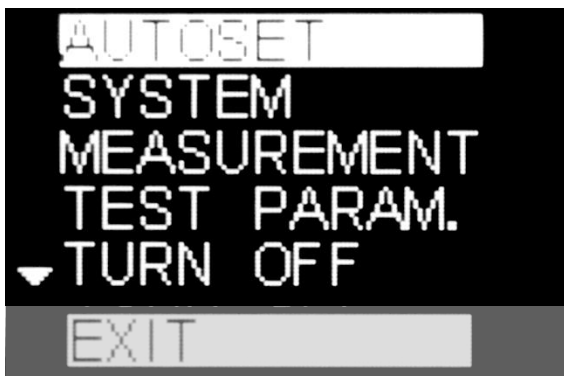 AUTOSET
SYSTEM
MEASUREMENT
TEST PARAM.
TURN OFF
EXIT